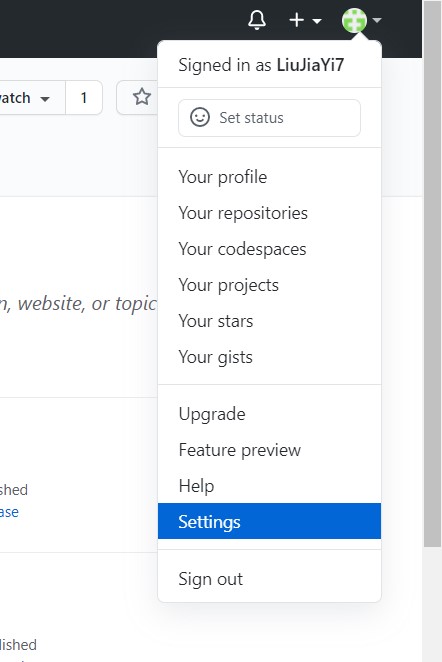 atch 1
Signed in as LiuJiaYi7
Set status
Your profile
Your repositories
Your codespaces
Your projects
n, website, or topic
Your stars
Your gists
Upgrade
Feature preview
Help
shed
ase
Settings
Sign out
lished